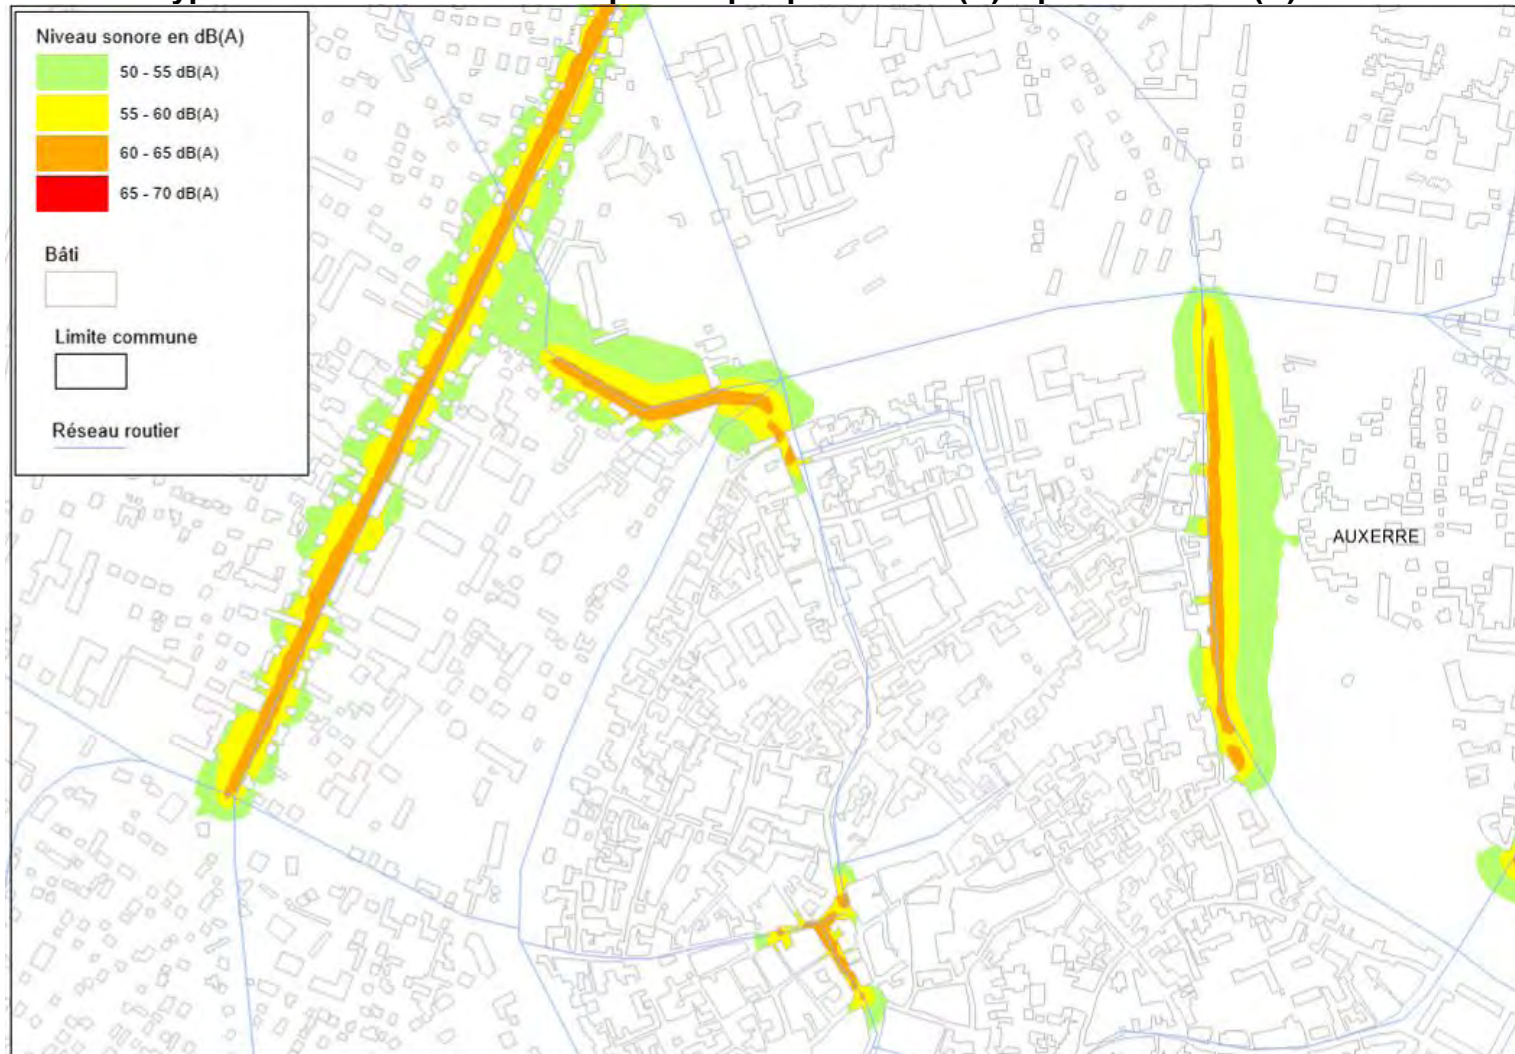 Niveau sonore en dB(A)
50 - 55 dB(A)
55 - 60 dB(A)
60 - 65 dB(A)
65 - 70 dB(A)
Bâti
Limite commune
Réseau routier
AUXERRE